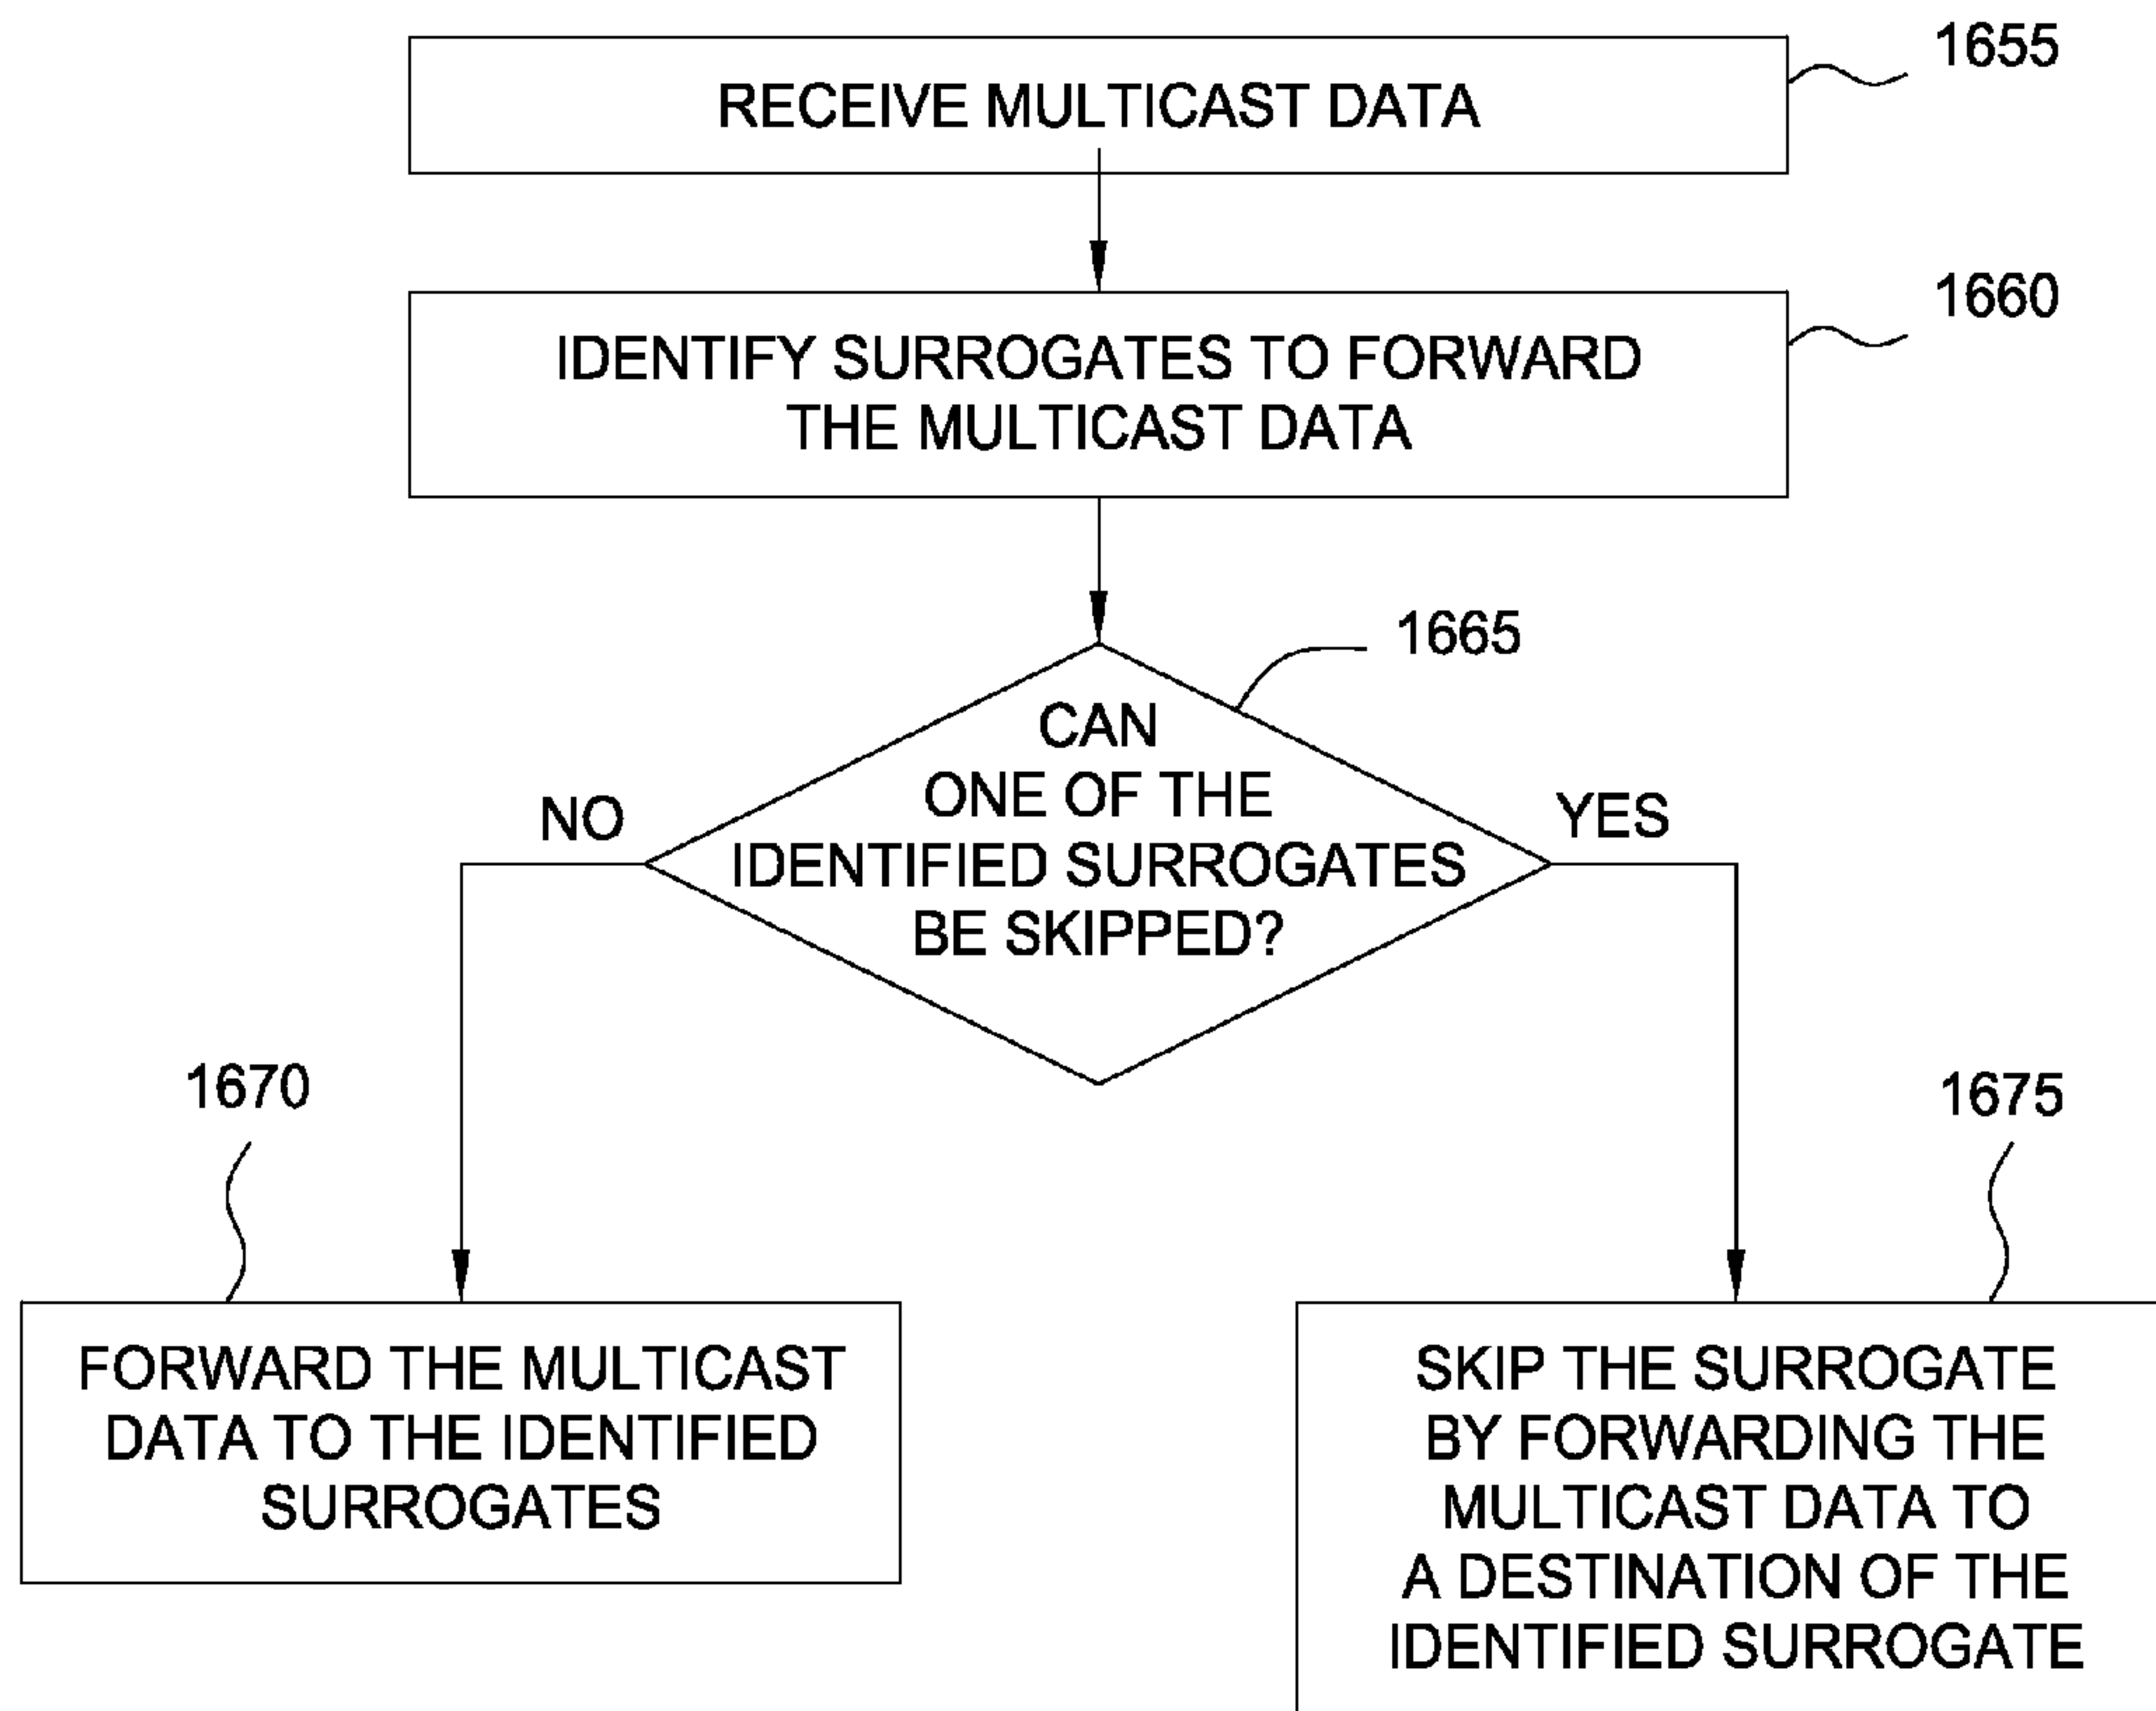 RECEIVE MULTICAST DATA
1655
IDENTIFY SURROGATES TO FORWARD
THE MULTICAST DATA
1660
CAN
ONE OF THE
IDENTIFIED SURROGATES
BE SKIPPED?
1665
NO
YES
1670
FORWARD THE MULTICAST
DATA TO THE IDENTIFIED
SURROGATES
1675
SKIP THE SURROGATE
BY FORWARDING THE
MULTICAST DATA TO
A DESTINATION OF THE
IDENTIFIED SURROGATE